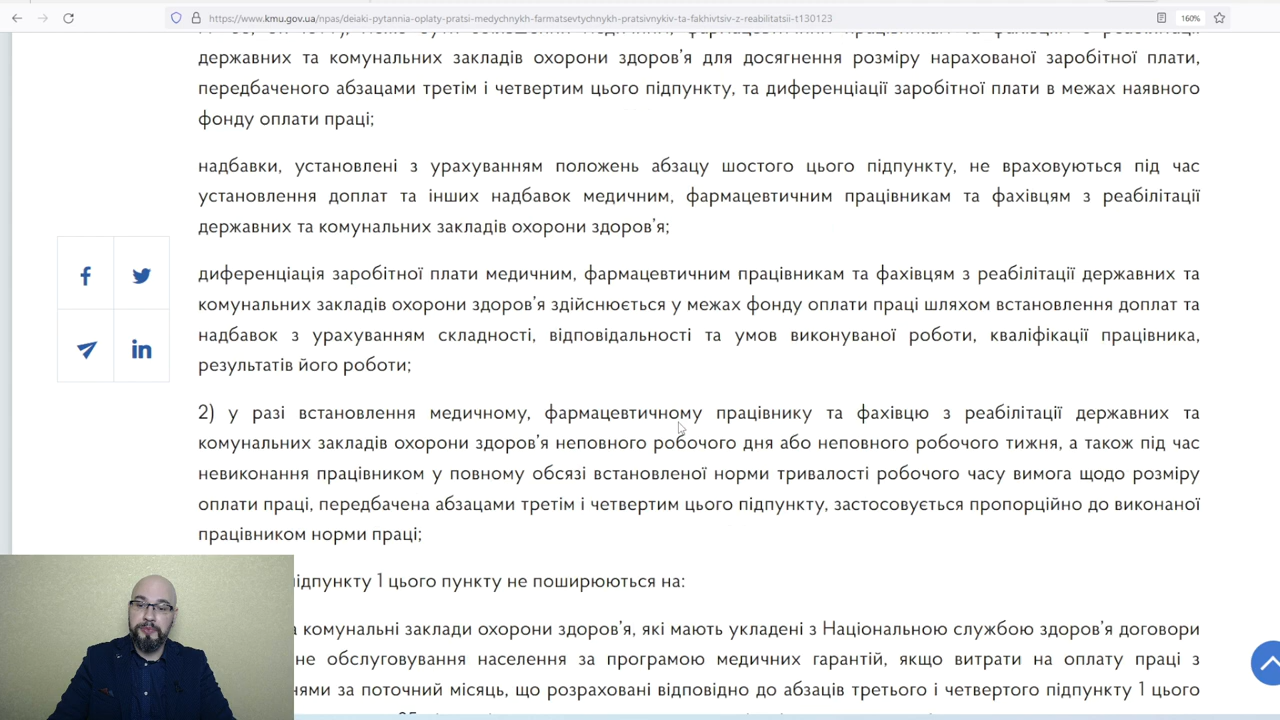 https://www.kmu.gov.ua/npas/deiaki-pytannia-oplaty-pratsi-medychnykh-farmatsevtychnykh-pratsivnykiv-ta-fakhivtsiv-z-reabilitatsii-t130123
160%
державних та комунальних закладів охорони здоров’я для досягнення розміру нарахованої заробітної плати,
передбаченого абзацами третім і четвертим цього підпункту, та диференціації заробітної плати в межах наявного
фонду оплати праці;
надбавки, установлені з урахуванням положень абзацу шостого цього підпункту, не враховуються під час
установлення доплат та інших надбавок медичним, фармацевтичним працівникам та фахівцям з реабілітації
державних та комунальних закладів охорони здоров’я;
диференціація заробітної плати медичним, фармацевтичним працівникам та фахівцям з реабілітації державних та
комунальних закладів охорони здоров’я здійснюється у межах фонду оплати праці шляхом встановлення доплат та
надбавок з урахуванням складності, відповідальності та умов виконуваної роботи, кваліфікації працівника,
результатів його роботи;
2) у разі встановлення медичному, фармацевтичному працівнику та фахівцю з реабілітації державних та
комунальних закладів охорони здоров’я неповного робочого дня або неповного робочого тижня, а також під час
невиконання працівником у повному обсязі встановленої норми тривалості робочого часу вимога щодо розміру
оплати праці, передбачена абзацами третім і четвертим цього підпункту, застосовується пропорційно до виконаної
працівником норми праці;
підпункту 1 цього пункту не поширюються на:
комунальні заклади охорони здоров’я, які мають укладені з Національною службою здоров’я договори
не обслуговування населення за програмою медичних гарантій, якщо витрати на оплату праці з
нями за поточний місяць, що розраховані відповідно до абзаців третього і четвертого підпункту 1 цього